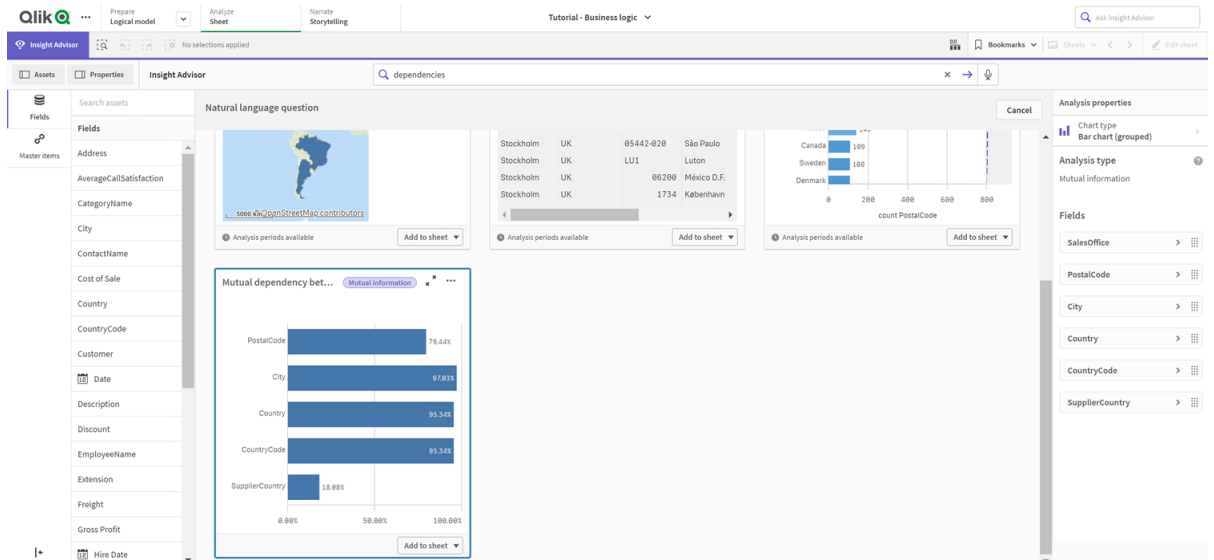 Qlik
Prepare
Logical model
Analyze
Sheet
Narrate
Storytelling
Tutorial - Business logic
Ask Insight Advisor
Insight Advisor
No selections applied
Bookmarks
Sheets
Edit sheet
Assets
Properties
Insight Advisor
dependencies
Fields
Master items
Search assets
Fields
Address
AverageCallSatisfaction
CategoryName
City
ContactName
Cost of Sale
Country
CountryCode
Customer
Date
Description
Discount
EmployeeName
Extension
Freight
Gross Profit
Hire Date
Natural language question
Cancel
5000 km
OpenStreetMap contributors
Analysis periods available
Add to sheet
Stockholm UK 05442-020 São Paulo
Stockholm UK LU1 Luton
Stockholm UK 06200 México D.F.
Stockholm UK 1734 København
Analysis periods available
Add to sheet
Canada 109
Sweden 108
Denmark
0 200 400 600 800
count PostalCode
Analysis periods available
Add to sheet
Mutual dependency bet...
Mutual information
PostalCode 79.44%
City 97.03%
Country 95.34%
CountryCode 95.34%
SupplierCountry 18.08%
0.00% 50.00% 100.00%
Add to sheet
Analysis properties
Chart type
Bar chart (grouped)
Analysis type
Mutual information
Fields
SalesOffice
PostalCode
City
Country
CountryCode
SupplierCountry